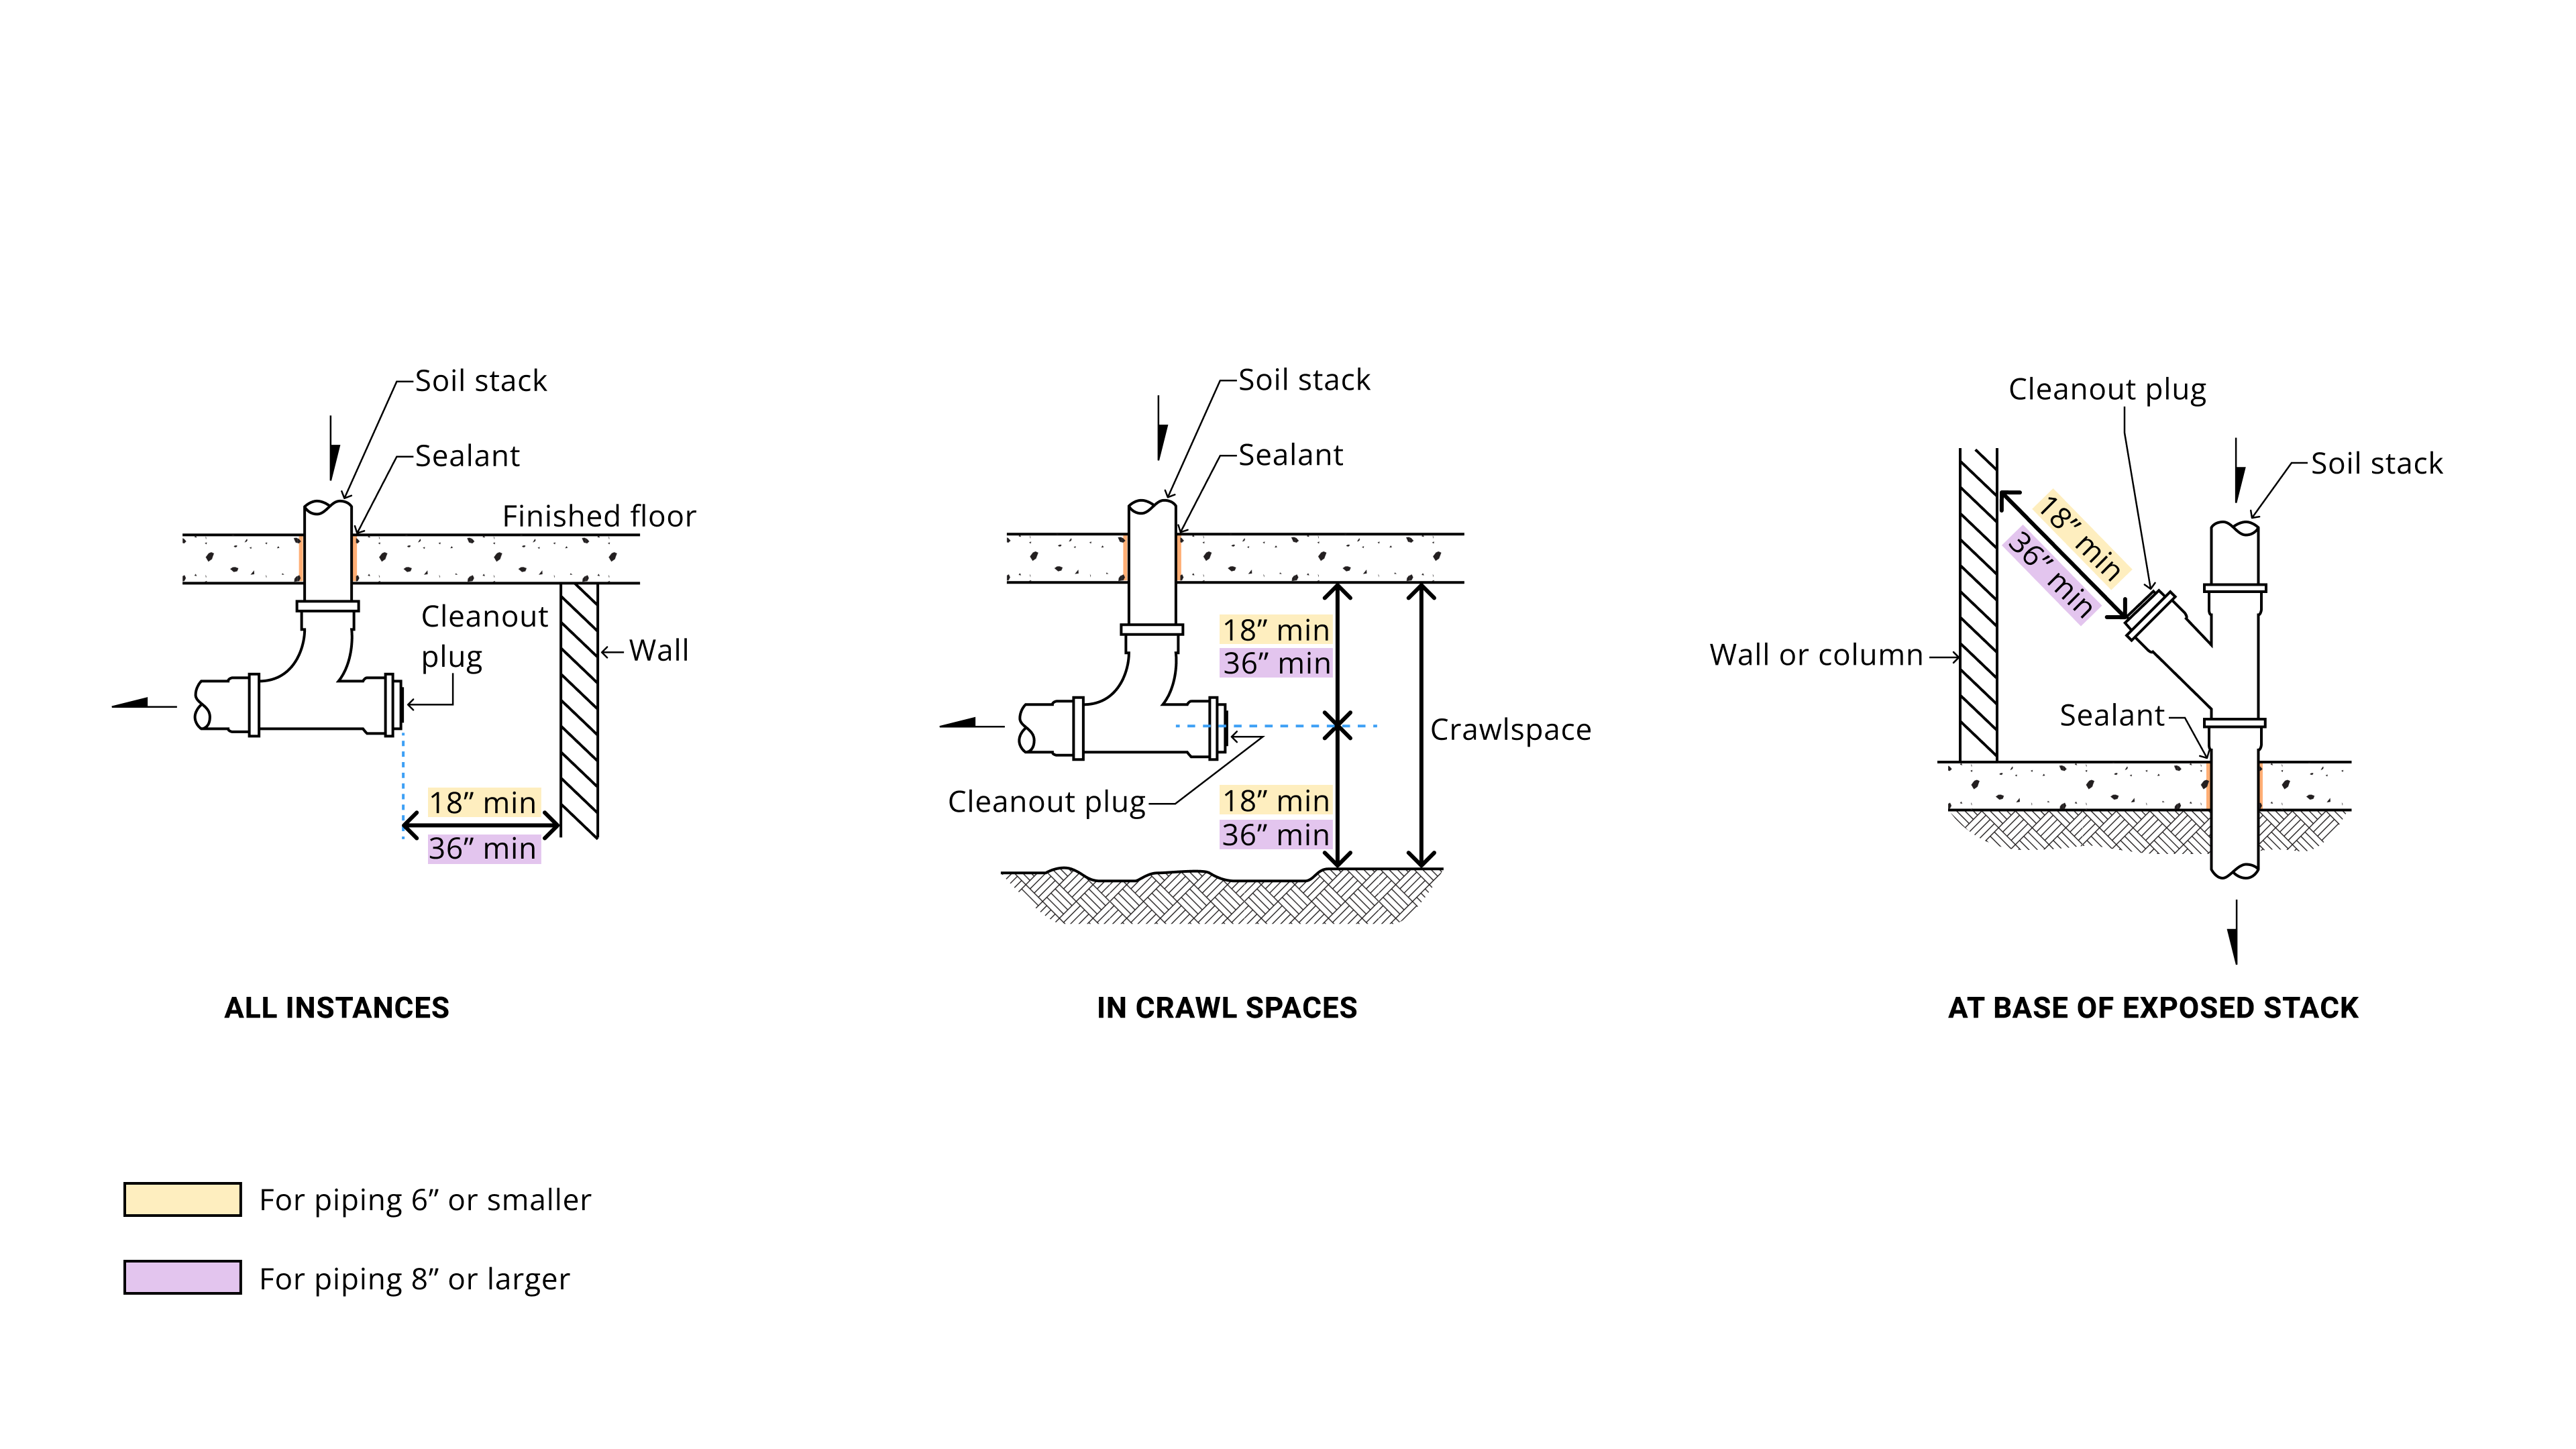 Soil stack
Sealant
Finished floor
Cleanout
plug
Wall
18” min
36” min
ALL INSTANCES
Soil stack
Sealant
18” min
36” min
Crawlspace
Cleanout plug
18” min
36” min
IN CRAWL SPACES
Cleanout plug
Soil stack
18” min
36” min
Wall or column
Sealant
AT BASE OF EXPOSED STACK
For piping 6” or smaller
For piping 8” or larger